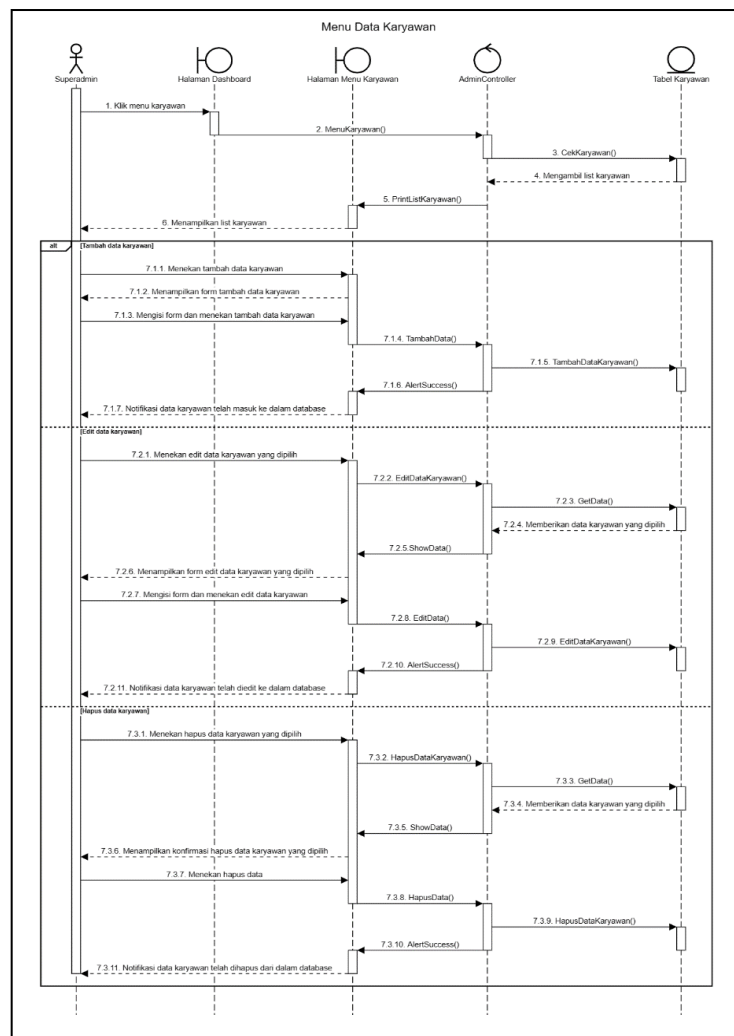 Menu Data Karyawan
Superadmin
Halaman Dashboard
Halaman Menu Karyawan
AdminController
Tabel Karyawan
1. Klik menu karyawan
2. MenuKaryawan()
3. CekKaryawan()
4. Mengambil list karyawan
5. PrintListKaryawan()
6. Menampilkan list karyawan
alt
[Tambah data karyawan]
7.1.1. Menekan tambah data karyawan
7.1.2. Menampilkan form tambah data karyawan
7.1.3. Mengisi form dan menekan tambah data karyawan
7.1.4. TambahData()
7.1.5. TambahDataKaryawan()
7.1.6. AlertSuccess()
7.1.7. Notifikasi data karyawan telah masuk ke dalam database
[Edit data karyawan]
7.2.1. Menekan edit data karyawan yang dipilih
7.2.2. EditDataKaryawan()
7.2.3. GetData()
7.2.4. Memberikan data karyawan yang dipilih
7.2.5.ShowData()
7.2.6. Menampilkan form edit data karyawan yang dipilih
7.2.7. Mengisi form dan menekan edit data karyawan
7.2.8. EditData()
7.2.9. EditDataKaryawan()
7.2.10. AlertSuccess()
7.2.11. Notifikasi data karyawan telah diedit ke dalam database
[Hapus data karyawan]
7.3.1. Menekan hapus data karyawan yang dipilih
7.3.2. HapusDataKaryawan()
7.3.3. GetData()
7.3.4. Memberikan data karyawan yang dipilih
7.3.5. ShowData()
7.3.6. Menampilkan konfirmasi hapus data karyawan yang dipilih
7.3.7. Menekan hapus data
7.3.8. HapusData()
7.3.9. HapusDataKaryawan()
7.3.10. AlertSuccess()
7.3.11. Notifikasi data karyawan telah dihapus dari dalam database